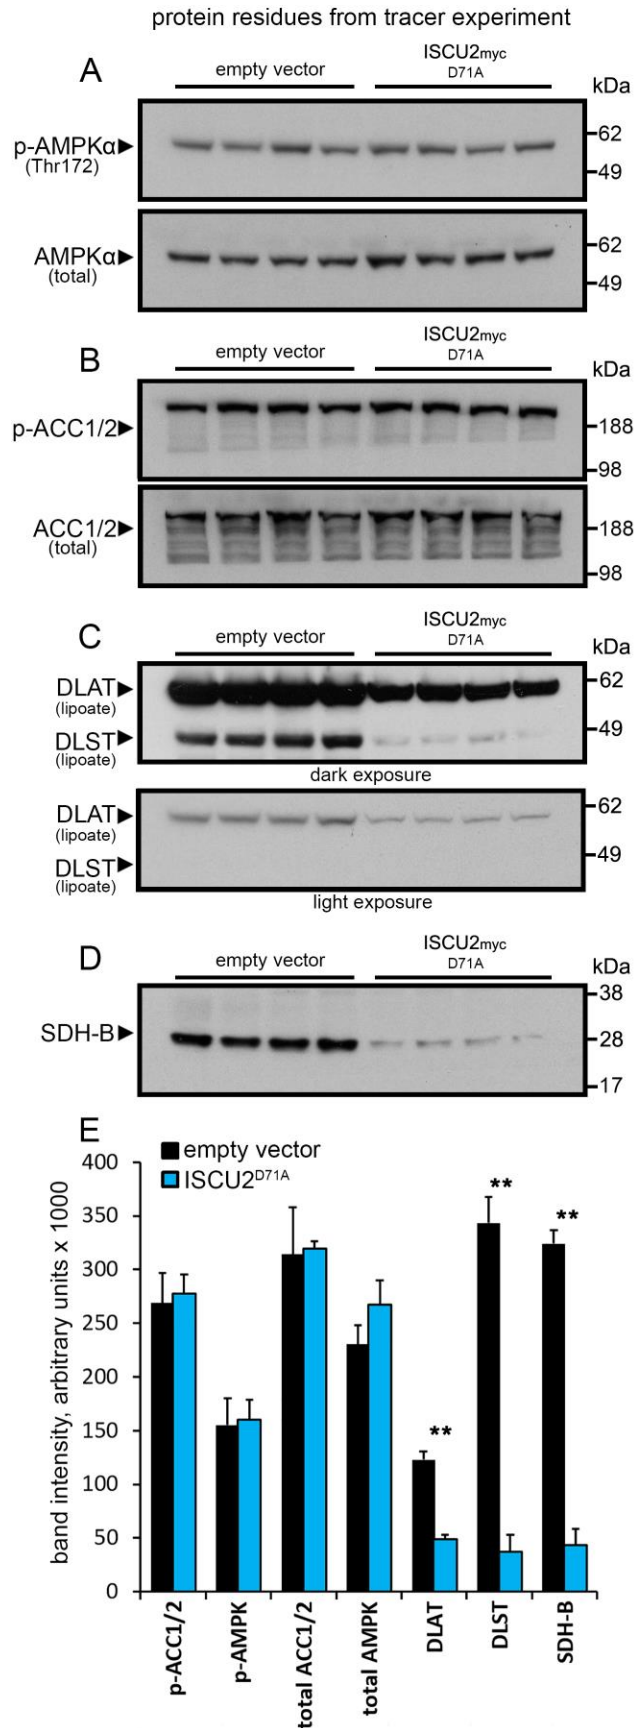 protein residues from tracer experiment
A
empty vector
ISCU2myc
D71A
kDa
p-AMPKα
(Thr172)
62
49
AMPKα
(total)
62
49
B
empty vector
ISCU2myc
D71A
kDa
p-ACC1/2
188
98
ACC1/2
(total)
188
98
C
empty vector
ISCU2myc
D71A
kDa
DLAT
(lipoate)
62
DLST
(lipoate)
49
dark exposure
DLAT
(lipoate)
62
DLST
(lipoate)
49
light exposure
D
empty vector
ISCU2myc
D71A
kDa
38
SDH-B
28
17
E
empty vector
ISCU2D71A
band intensity, arbitrary units x 1000
400
350
300
250
200
150
100
50
0
**
**
**
p-ACC1/2
p-AMPK
total ACC1/2
total AMPK
DLAT
DLST
SDH-B